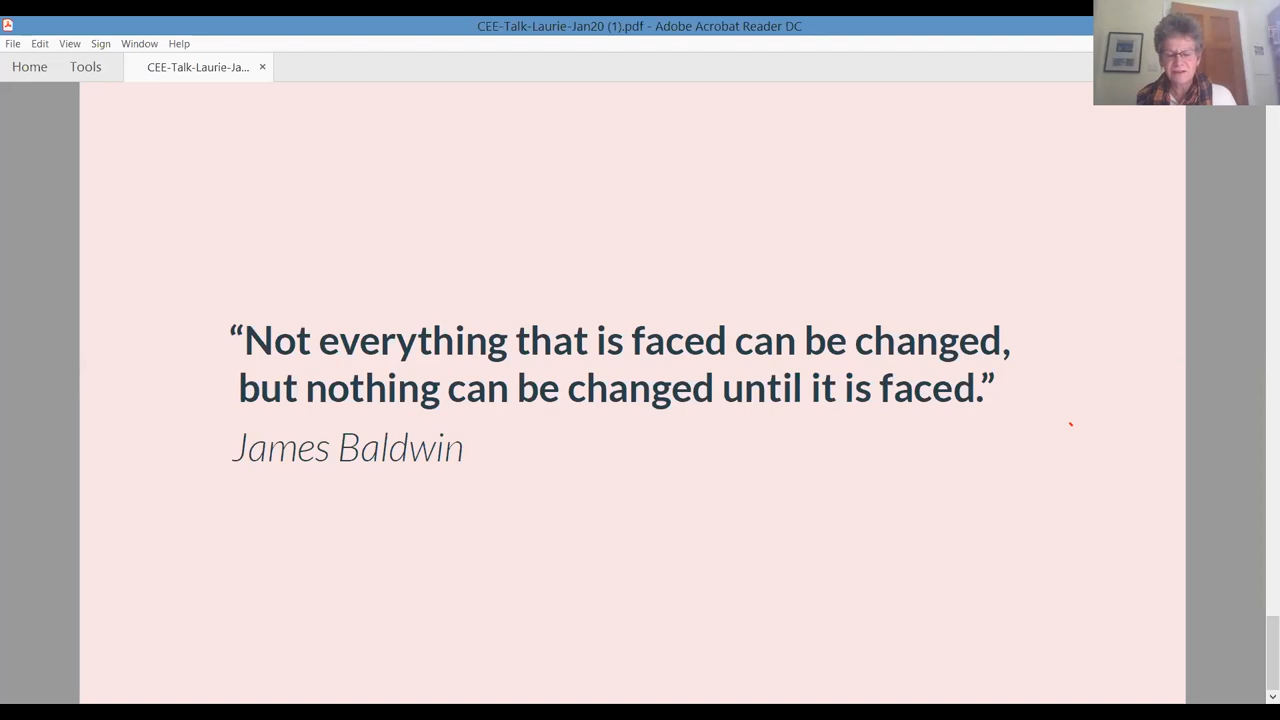 CEE-Talk-Laurie-Jan20 (1).pdf - Adobe Acrobat Reader DC
File Edit View Sign Window Help
Home Tools CEE-Talk-Laurie-Ja... ×
“Not everything that is faced can be changed,
but nothing can be changed until it is faced.”
James Baldwin